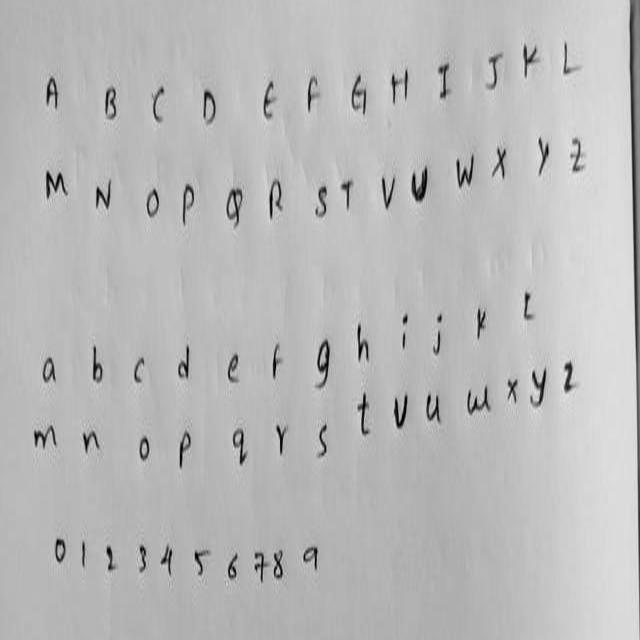 A B C D E F G H I J K L
M N O P Q R S T V U W X Y Z
a b c d e f g h i j k l
m n o p q r s t v u w x y z
0 1 2 3 4 5 6 7 8 9